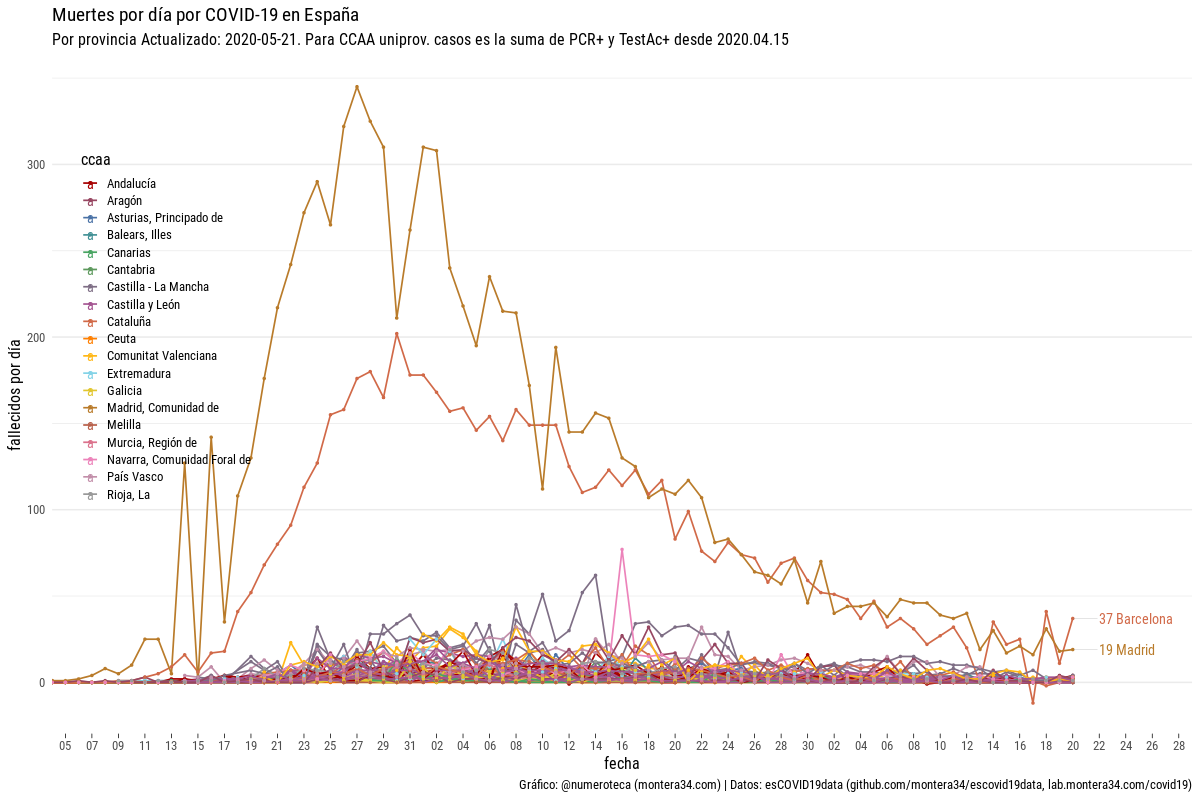 Muertes por día por COVID-19 en España
Por provincia Actualizado: 2020-05-21. Para CCAA uniprov. casos es la suma de PCR+ y TestAc+ desde 2020.04.15
fallecidos por día
300
200
100
0
ccaa
Andalucía
Aragón
Asturias, Principado de
Balears, Illes
Canarias
Cantabria
Castilla - La Mancha
Castilla y León
Cataluña
Ceuta
Comunitat Valenciana
Extremadura
Galicia
Madrid, Comunidad de
Melilla
Murcia, Región de
Navarra, Comunidad Foral de
País Vasco
Rioja, La
37 Barcelona
19 Madrid
05 07 09 11 13 15 17 19 21 23 25 27 29 31 02 04 06 08 10 12 14 16 18 20 22 24 26 28 30 02 04 06 08 10 12 14 16 18 20 22 24 26 28
fecha
Gráfico: @numeroteca (montera34.com) | Datos: esCOVID19data (github.com/montera34/escovid19data, lab.montera34.com/covid19)